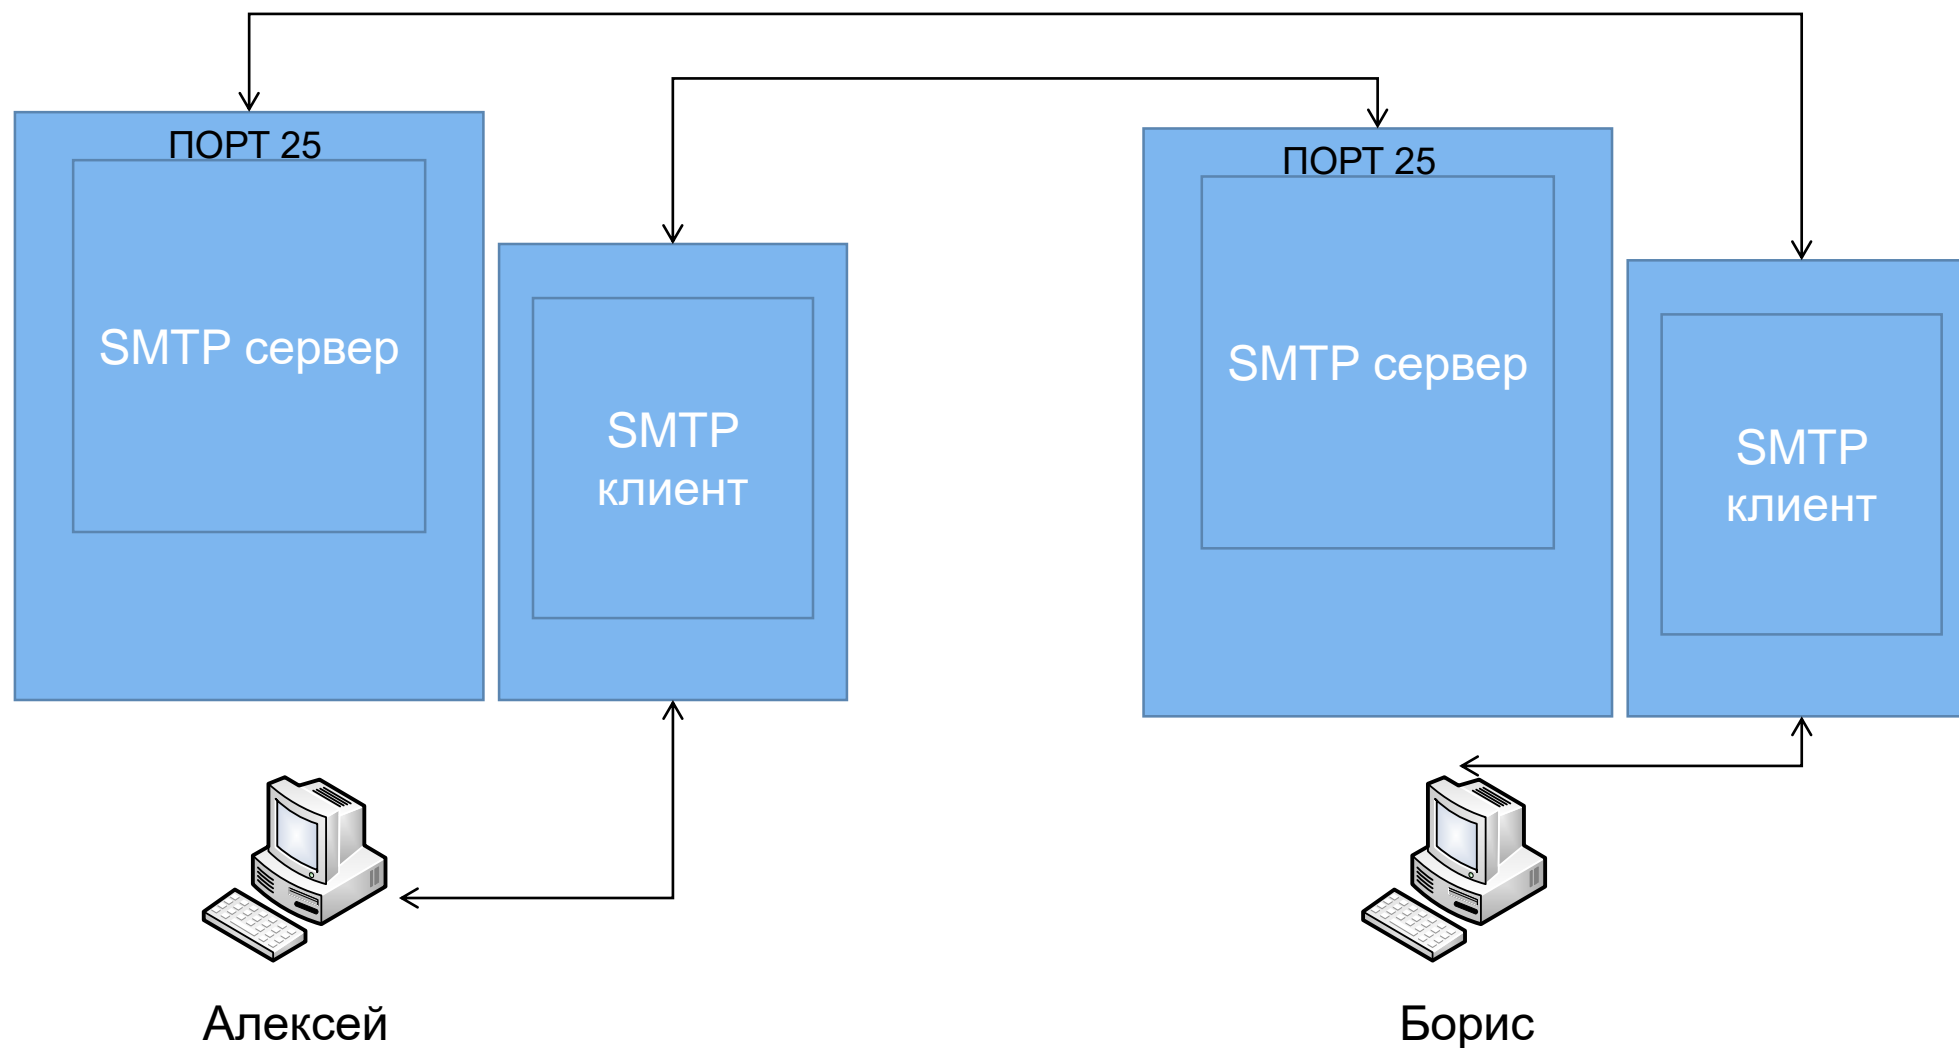 ПОРТ 25
SMTP сервер
SMTP
клиент
ПОРТ 25
SMTP сервер
SMTP
клиент
Алексей
Борис